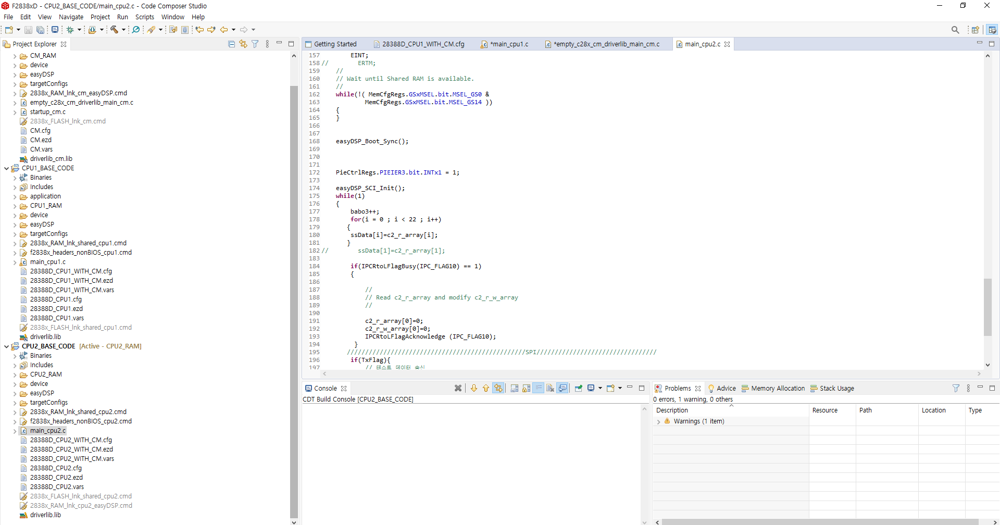 F2838xD - CPU2_BASE_CODE/main_cpu2.c - Code Composer Studio
File Edit View Navigate Project Run Scripts Window Help
Project Explorer
CM_RAM
device
easyDSP
targetConfigs
2838x_RAM_lnk_cm_easyDSP.cmd
empty_c28x_cm_driverlib_main_cm.c
startup_cm.c
2838x_FLASH_lnk_cm.cmd
CM.cfg
CM.ezd
CM.vars
driverlib_cm.lib
CPU1_BASE_CODE
Binaries
Includes
application
CPU1_RAM
device
easyDSP
targetConfigs
2838x_RAM_lnk_shared_cpu1.cmd
f2838x_headers_nonBIOS_cpu1.cmd
main_cpu1.c
28388D_CPU1_WITH_CM.cfg
28388D_CPU1_WITH_CM.ezd
28388D_CPU1_WITH_CM.vars
28388D_CPU1.cfg
28388D_CPU1.ezd
28388D_CPU1.vars
2838x_FLASH_lnk_shared_cpu1.cmd
driverlib.lib
CPU2_BASE_CODE [Active - CPU2_RAM]
Binaries
Includes
CPU2_RAM
device
easyDSP
targetConfigs
2838x_RAM_lnk_shared_cpu2.cmd
f2838x_headers_nonBIOS_cpu2.cmd
main_cpu2.c
28388D_CPU2_WITH_CM.cfg
28388D_CPU2_WITH_CM.ezd
28388D_CPU2_WITH_CM.vars
28388D_CPU2.cfg
28388D_CPU2.ezd
28388D_CPU2.vars
2838x_FLASH_lnk_shared_cpu2.cmd
2838x_RAM_lnk_cpu2_easyDSP.cmd
driverlib.lib
Getting Started 28388D_CPU1_WITH_CM.cfg *main_cpu1.c *empty_c28x_cm_driverlib_main_cm.c main_cpu2.c
157 EINT;
158 // ERTM;
159 //
160 // Wait until Shared RAM is available.
161 //
162 while(!( MemCfgRegs.GSxMSEL.bit.MSEL_GS0 &
163 MemCfgRegs.GSxMSEL.bit.MSEL_GS14 ))
164 {
165 }
166
167
168 easyDSP_Boot_Sync();
169
170
171
172 PieCtrlRegs.PIEIER3.bit.INTx1 = 1;
173
174 easyDSP_SCI_Init();
175 while(1)
176 {
177 babo3++;
178 for(i = 0 ; i < 22 ; i++)
179 {
180 ssData[i]=c2_r_array[i];
181 }
182 // ssData[1]=c2_r_array[1];
183
184 if(IPCRtoLFlagBusy(IPC_FLAG10) == 1)
185 {
186
187 //
188 // Read c2_r_array and modify c2_r_w_array
189 //
190
191 c2_r_array[0]=0;
192 c2_r_w_array[0]=0;
193 IPCRtoLFlagAcknowledge (IPC_FLAG10);
194 }
195 /////////////////////////////////////////////////SPI/////////////////////////////////
196 if(TxFlag){
197 // 테스트 데이터 송신
Console
CDT Build Console [CPU2_BASE_CODE]
Problems Advice Memory Allocation Stack Usage
0 errors, 1 warning, 0 others
Description Resource Path Location Type
Warnings (1 item)